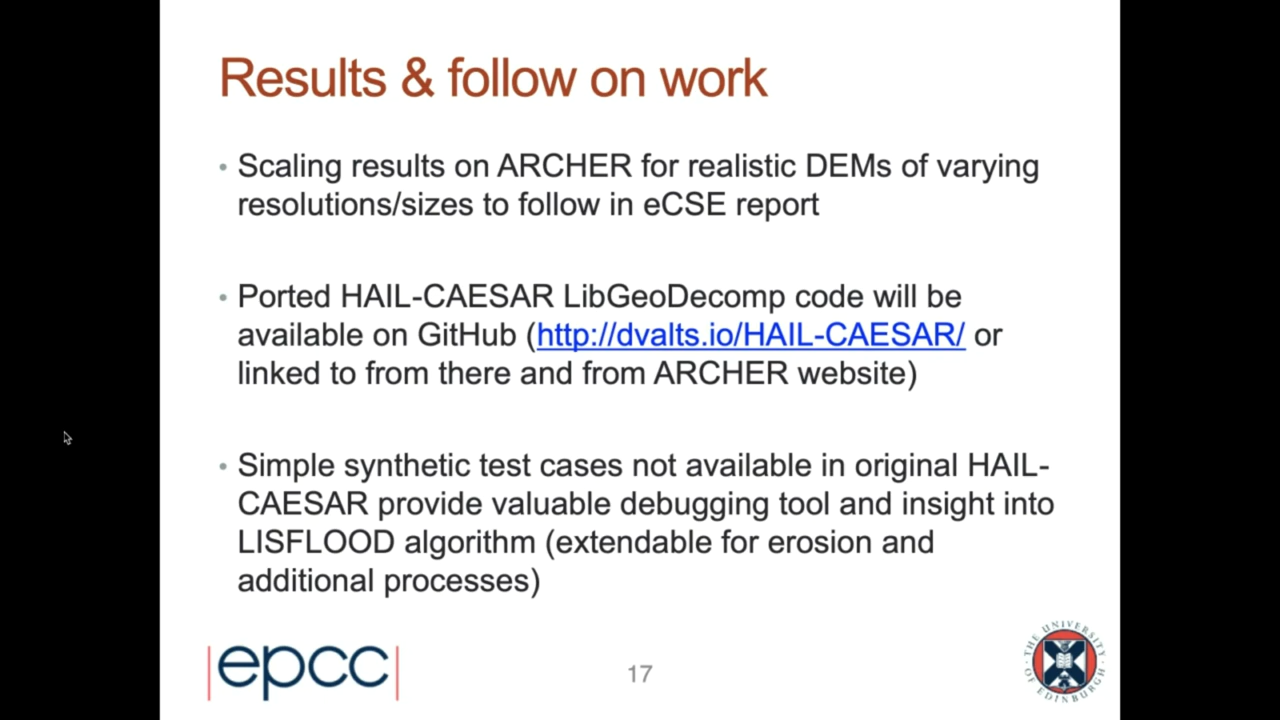 Results & follow on work
• Scaling results on ARCHER for realistic DEMs of varying
resolutions/sizes to follow in eCSE report
• Ported HAIL-CAESAR LibGeoDecomp code will be
available on GitHub (http://dvalts.io/HAIL-CAESAR/ or
linked to from there and from ARCHER website)
• Simple synthetic test cases not available in original HAIL-
CAESAR provide valuable debugging tool and insight into
LISFLOOD algorithm (extendable for erosion and
additional processes)
|epcc|
17
THE UNIVERSITY OF EDINBURGH